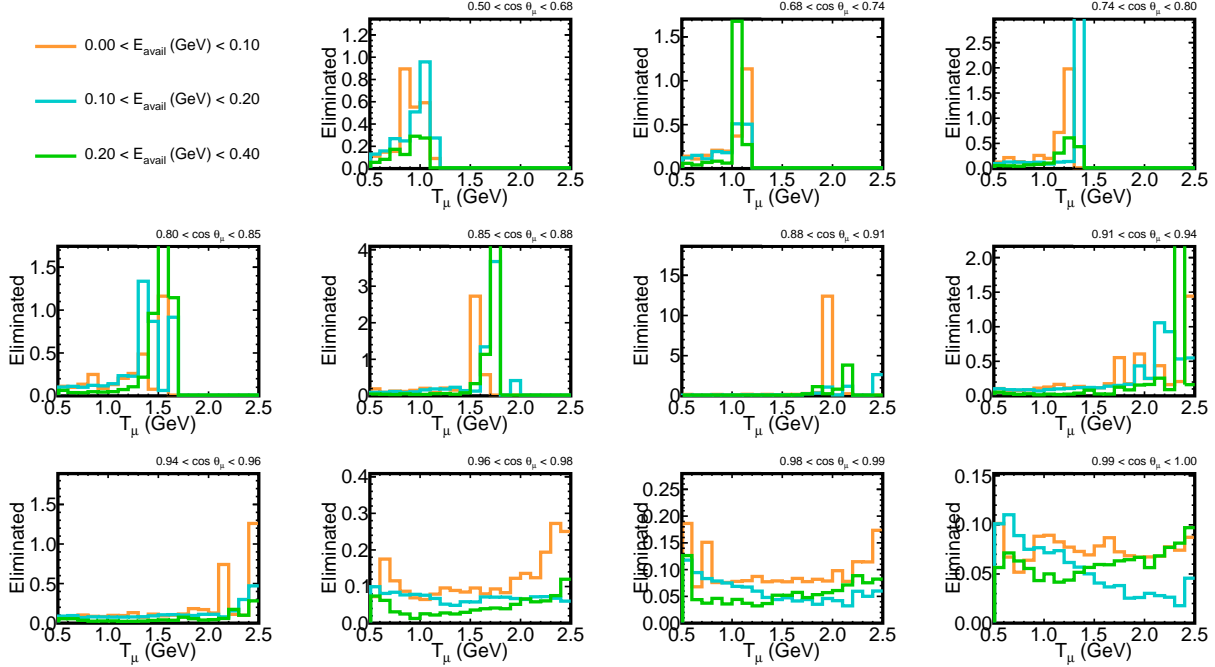 0.00 < E_avail (GeV) < 0.10
0.10 < E_avail (GeV) < 0.20
0.20 < E_avail (GeV) < 0.40
0.50 < cos θ_μ < 0.68
Eliminated
1.2
1.0
0.8
0.6
0.4
0.2
0.0
0.5 1.0 1.5 2.0 2.5
T_μ (GeV)
0.68 < cos θ_μ < 0.74
Eliminated
1.5
1.0
0.5
0.0
0.5 1.0 1.5 2.0 2.5
T_μ (GeV)
0.74 < cos θ_μ < 0.80
Eliminated
2.5
2.0
1.5
1.0
0.5
0.0
0.5 1.0 1.5 2.0 2.5
T_μ (GeV)
0.80 < cos θ_μ < 0.85
Eliminated
1.5
1.0
0.5
0.0
0.5 1.0 1.5 2.0 2.5
T_μ (GeV)
0.85 < cos θ_μ < 0.88
Eliminated
4
3
2
1
0
0.5 1.0 1.5 2.0 2.5
T_μ (GeV)
0.88 < cos θ_μ < 0.91
Eliminated
15
10
5
0
0.5 1.0 1.5 2.0 2.5
T_μ (GeV)
0.91 < cos θ_μ < 0.94
Eliminated
2.0
1.5
1.0
0.5
0.0
0.5 1.0 1.5 2.0 2.5
T_μ (GeV)
0.94 < cos θ_μ < 0.96
Eliminated
1.5
1.0
0.5
0.0
0.5 1.0 1.5 2.0 2.5
T_μ (GeV)
0.96 < cos θ_μ < 0.98
Eliminated
0.4
0.3
0.2
0.1
0.0
0.5 1.0 1.5 2.0 2.5
T_μ (GeV)
0.98 < cos θ_μ < 0.99
Eliminated
0.25
0.20
0.15
0.10
0.05
0.00
0.5 1.0 1.5 2.0 2.5
T_μ (GeV)
0.99 < cos θ_μ < 1.00
Eliminated
0.15
0.10
0.05
0.00
0.5 1.0 1.5 2.0 2.5
T_μ (GeV)